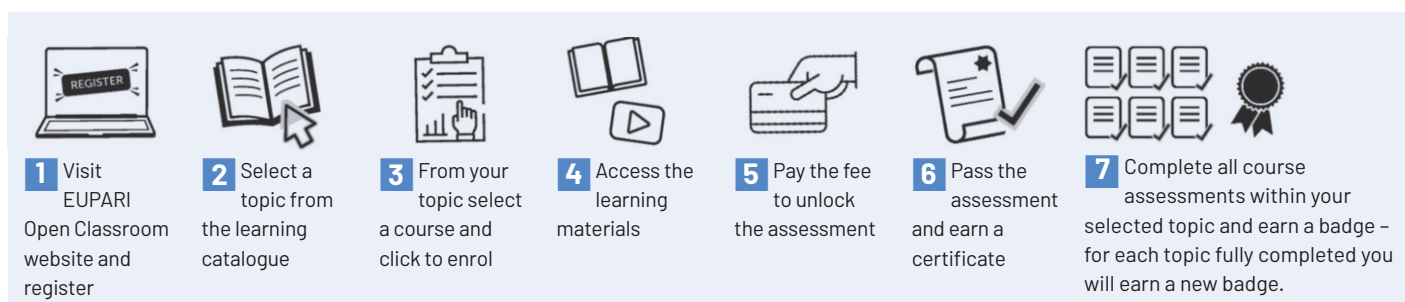 REGISTER
1 Visit
EUPARI
Open Classroom
website and
register
2 Select a
topic from
the learning
catalogue
3 From your
topic select
a course and
click to enrol
4 Access the
learning
materials
5 Pay the fee
to unlock
the assessment
6 Pass the
assessment
and earn a
certificate
7 Complete all course
assessments within your
selected topic and earn a badge –
for each topic fully completed you
will earn a new badge.